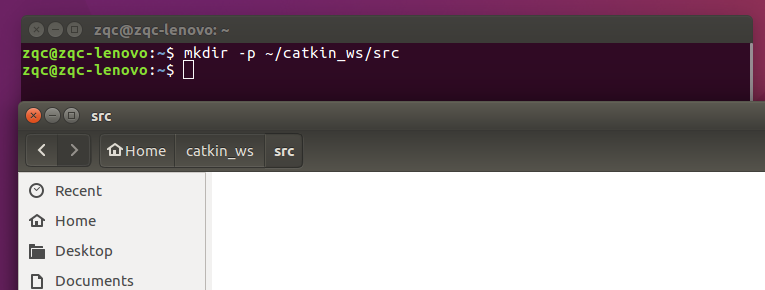 zqc@zqc-lenovo: ~
zqc@zqc-lenovo:~$ mkdir -p ~/catkin_ws/src
zqc@zqc-lenovo:~$
src
Home catkin_ws src
Recent
Home
Desktop
Documents